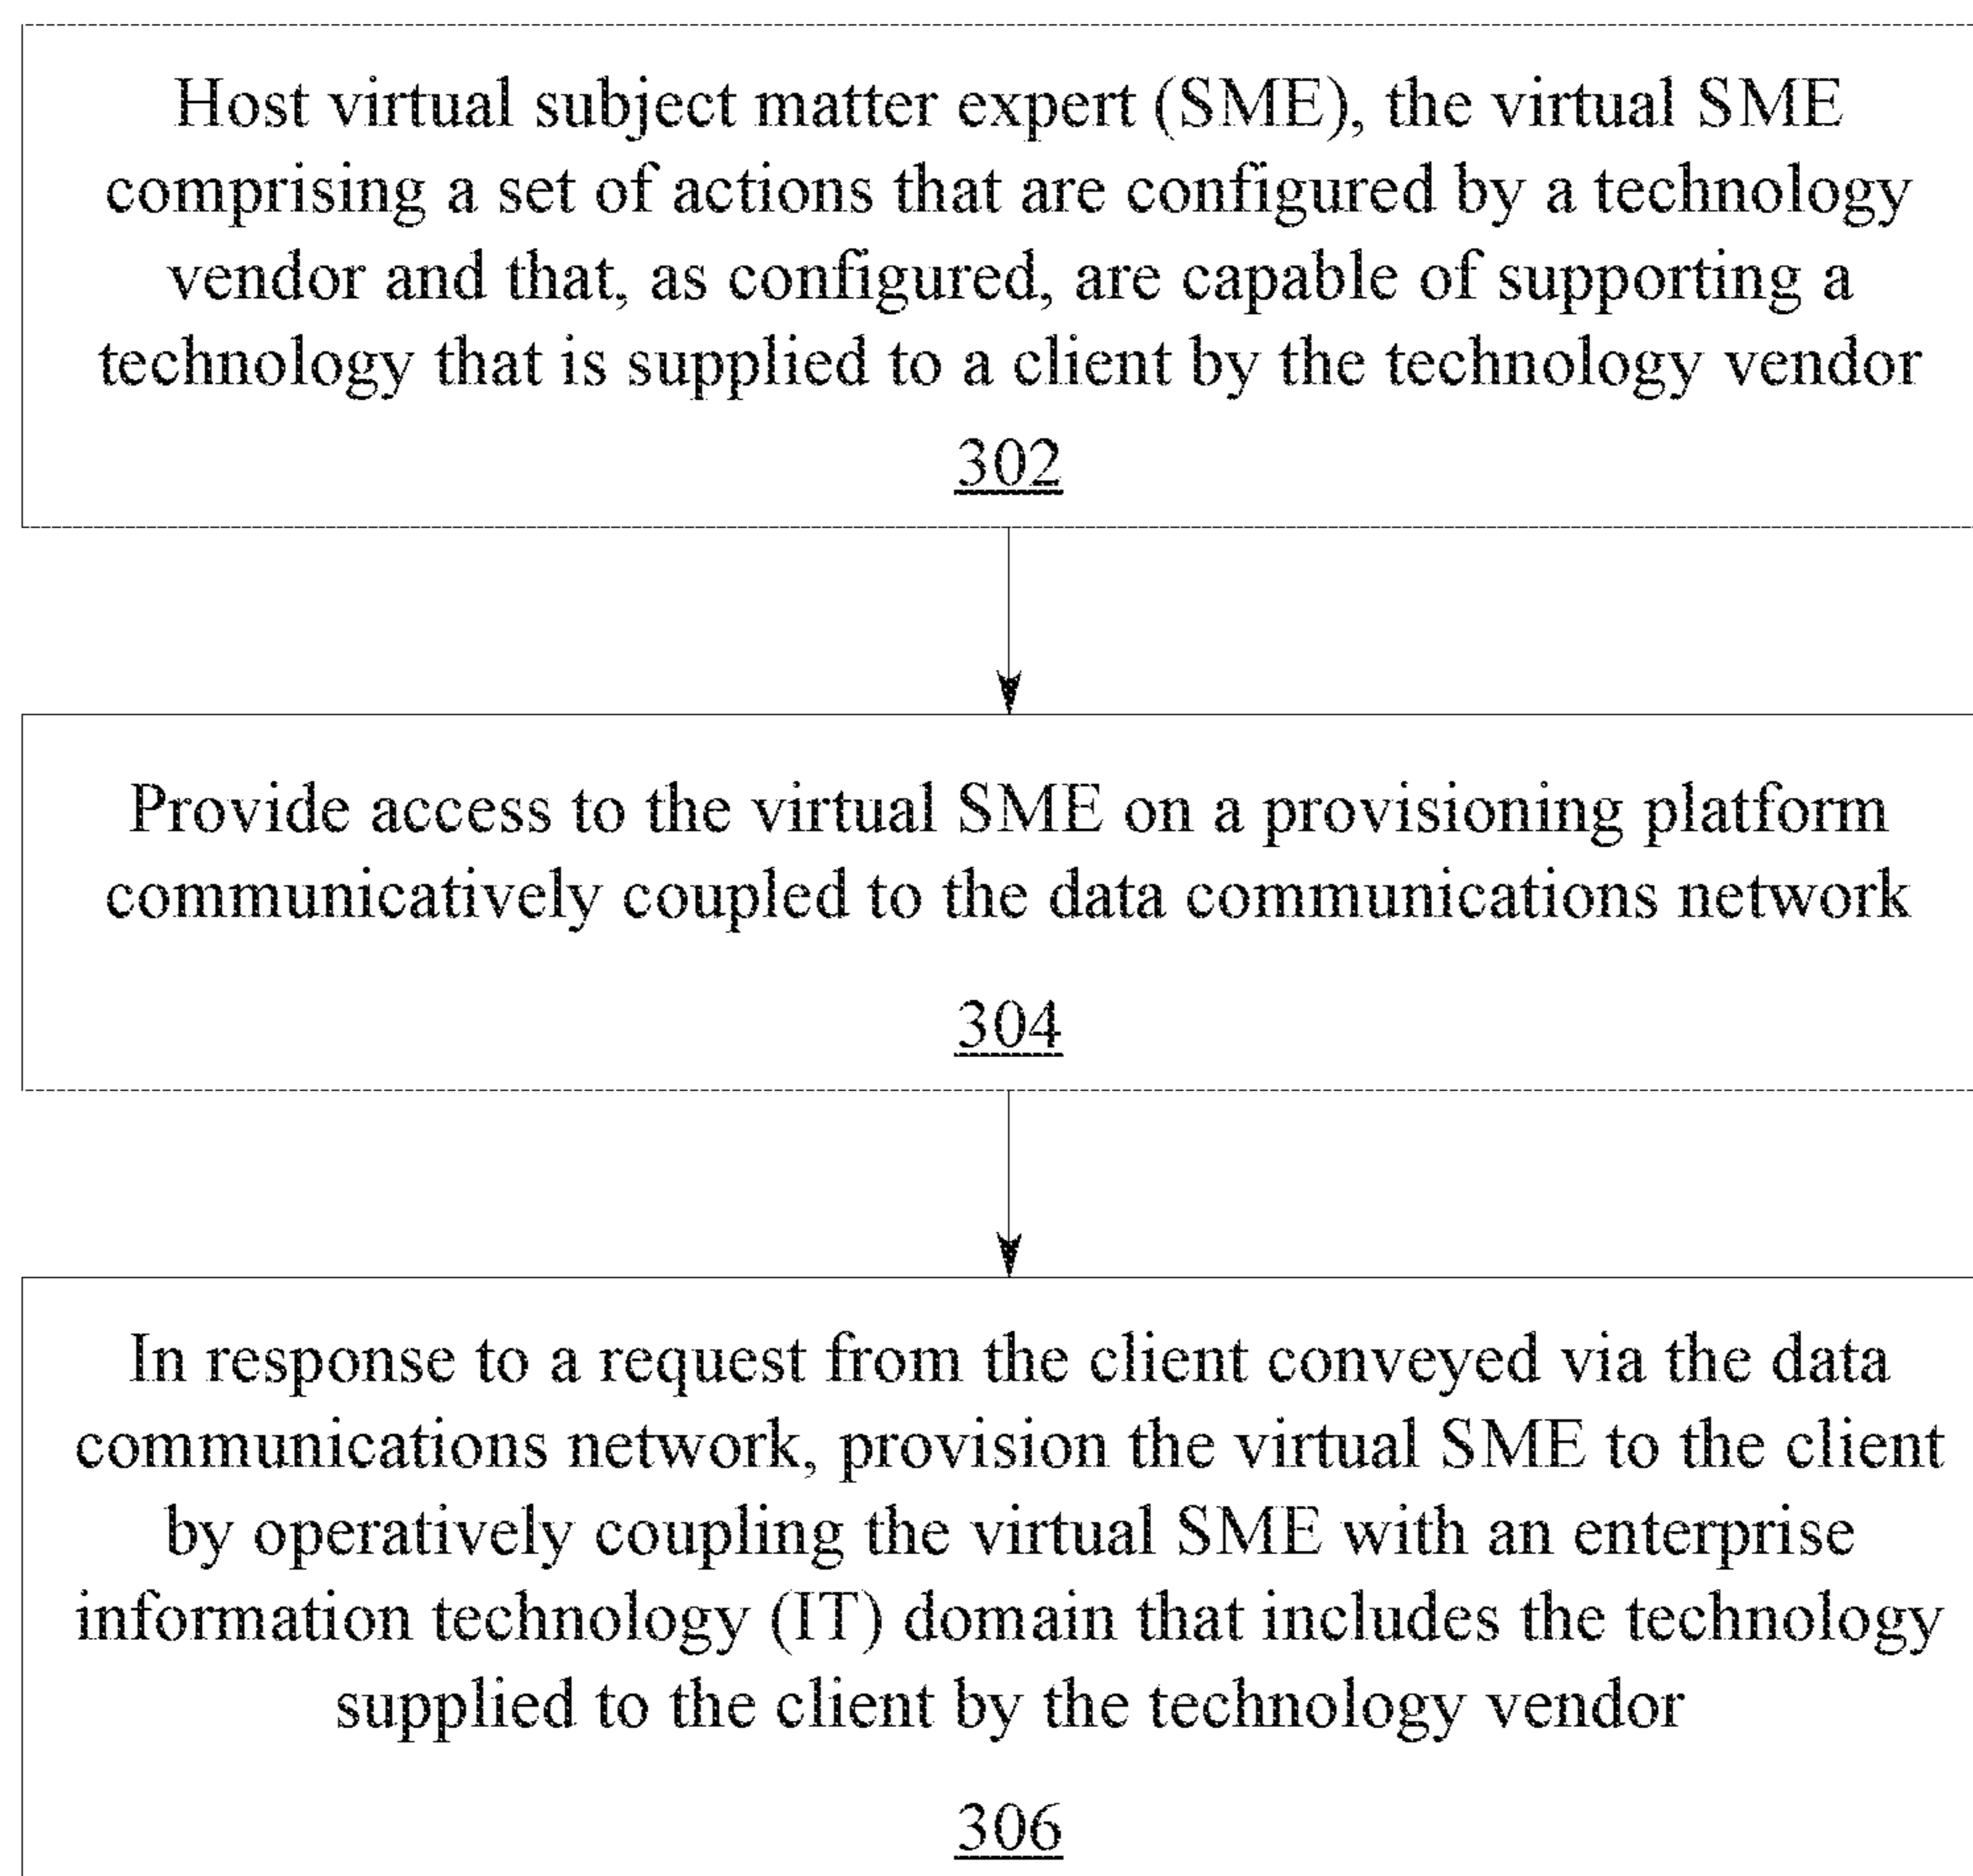 Host virtual subject matter expert (SME), the virtual SME
comprising a set of actions that are configured by a technology
vendor and that, as configured, are capable of supporting a
technology that is supplied to a client by the technology vendor
302
Provide access to the virtual SME on a provisioning platform
communicatively coupled to the data communications network
304
In response to a request from the client conveyed via the data
communications network, provision the virtual SME to the client
by operatively coupling the virtual SME with an enterprise
information technology (IT) domain that includes the technology
supplied to the client by the technology vendor
306